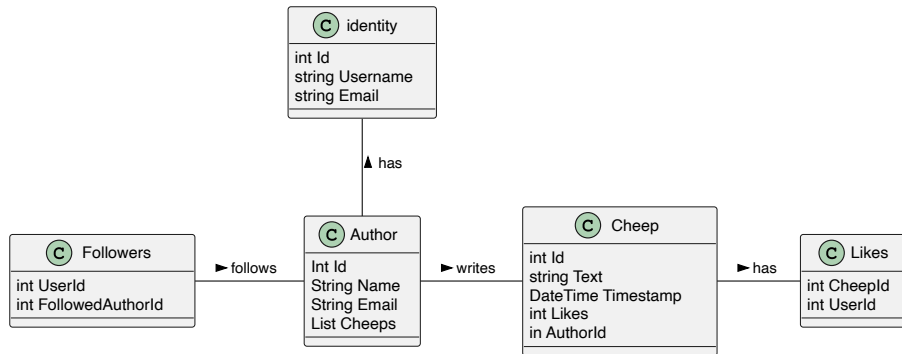 C identity
int Id
string Username
string Email
has
C Followers
int UserId
int FollowedAuthorId
follows
C Author
Int Id
String Name
String Email
List Cheeps
writes
C Cheep
int Id
string Text
DateTime Timestamp
int Likes
in AuthorId
has
C Likes
int CheepId
int UserId